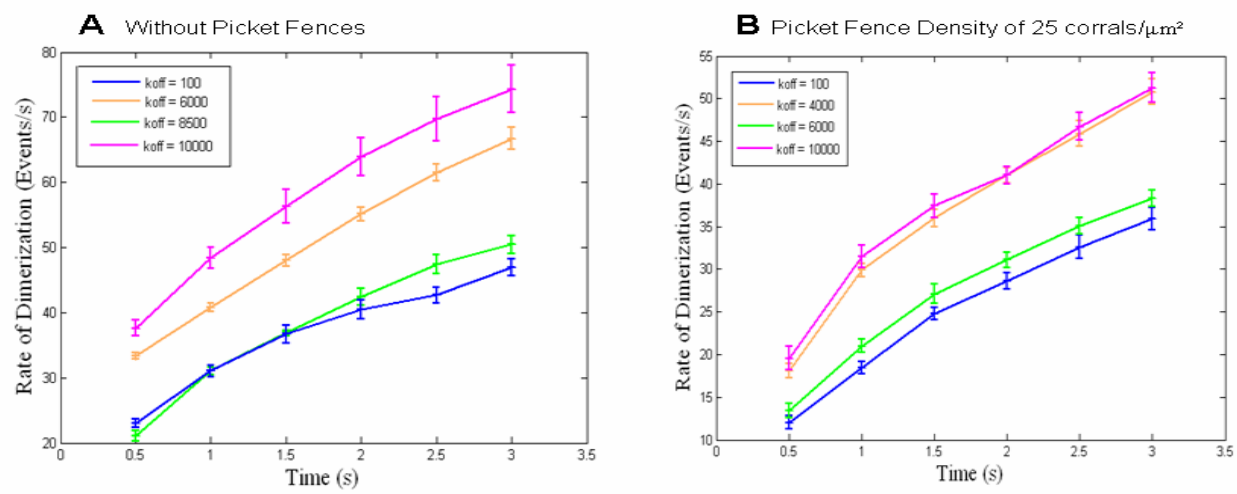 A Without Picket Fences
80
70
60
50
40
30
20
0
0.5
1
1.5
2
2.5
3
3.5
Rate of Dimerization (Events/s)
Time (s)
koff = 100
koff = 6000
koff = 8500
koff = 10000
B Picket Fence Density of 25 corrals/µm²
55
50
45
40
35
30
25
20
15
10
0
0.5
1
1.5
2
2.5
3
3.5
Rate of Dimerization (Events/s)
Time (s)
koff = 100
koff = 4000
koff = 6000
koff = 10000